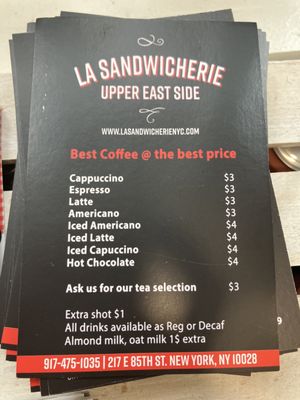 LA SANDWICHERIE
UPPER EAST SIDE
WWW.LASANDWICHERIENYC.COM
Best Coffee @ the best price
Cappuccino $3
Espresso $3
Latte $3
Americano $3
Iced Americano $4
Iced Latte $4
Iced Capuccino $4
Hot Chocolate $4
Ask us for our tea selection $3
Extra shot $1
All drinks available as Reg or Decaf
Almond milk, oat milk 1$ extra
917-475-1035 | 217 E 85TH ST. NEW YORK, NY 10028
9